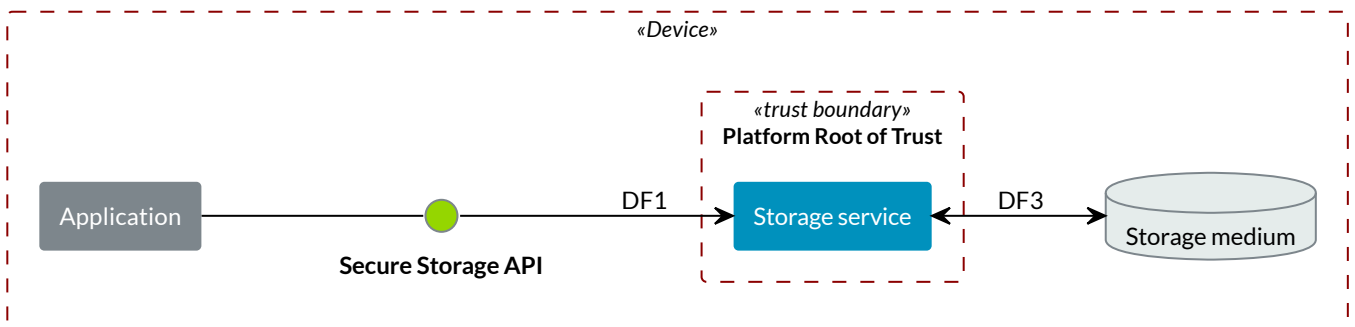 «Device»
«trust boundary»
Platform Root of Trust
Application
DF1
Storage service
DF3
Storage medium
Secure Storage API